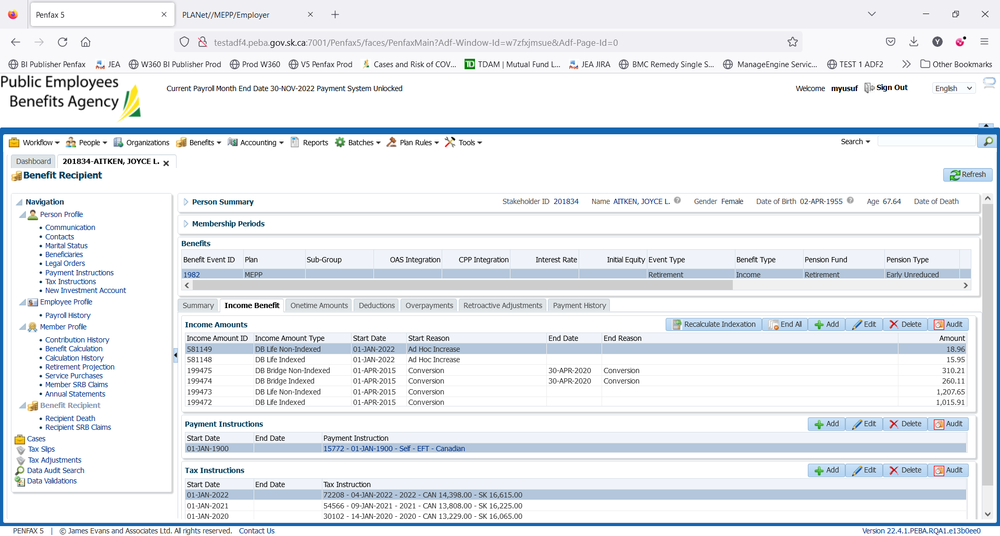 Penfax 5
PLANet//MEPP/Employer
testadf4.peba.gov.sk.ca:7001/Penfax5/faces/PenfaxMain?Adf-Window-Id=w7zfxjmsue&Adf-Page-Id=0
Y
BI Publisher Penfax JEA W360 BI Publisher Prod Prod W360 V5 Penfax Prod Cases and Risk of COV... TDAM | Mutual Fund L... JEA JIRA BMC Remedy Single S... ManageEngine Servic... TEST 1 ADF2 Other Bookmarks
Public Employees
Benefits Agency
Current Payroll Month End Date 30-NOV-2022 Payment System Unlocked
Welcome myusuf Sign Out English
Workflow People Organizations Benefits Accounting Reports Batches Plan Rules Tools Search
Dashboard 201834-AITKEN, JOYCE L.
Benefit Recipient
Refresh
Navigation
Person Profile
Communication
Contacts
Marital Status
Beneficiaries
Legal Orders
Payment Instructions
Tax Instructions
New Investment Account
Employee Profile
Payroll History
Member Profile
Contribution History
Benefit Calculation
Calculation History
Retirement Projection
Service Purchases
Member SRB Claims
Annual Statements
Benefit Recipient
Recipient Death
Recipient SRB Claims
Cases
Tax Slips
Tax Adjustments
Data Audit Search
Data Validations
Person Summary Stakeholder ID 201834 Name AITKEN, JOYCE L. Gender Female Date of Birth 02-APR-1955 Age 67.64 Date of Death
Membership Periods
Benefits
Benefit Event ID Plan Sub-Group OAS Integration CPP Integration Interest Rate Initial Equity Event Type Benefit Type Pension Fund Pension Type
1982 MEPP Retirement Income Retirement Early Unreduced
Summary Income Benefit Onetime Amounts Deductions Overpayments Retroactive Adjustments Payment History
Income Amounts Recalculate Indexation End All Add Edit Delete Audit
Income Amount ID Income Amount Type Start Date Start Reason End Date End Reason Amount
581149 DB Life Non-Indexed 01-JAN-2022 Ad Hoc Increase 18.96
581148 DB Life Indexed 01-JAN-2022 Ad Hoc Increase 15.95
199475 DB Bridge Non-Indexed 01-APR-2015 Conversion 30-APR-2020 Conversion 310.21
199474 DB Bridge Indexed 01-APR-2015 Conversion 30-APR-2020 Conversion 260.11
199473 DB Life Non-Indexed 01-APR-2015 Conversion 1,207.65
199472 DB Life Indexed 01-APR-2015 Conversion 1,015.91
Payment Instructions Add Edit Delete Audit
Start Date End Date Payment Instruction
01-JAN-1900 15772 - 01-JAN-1900 - Self - EFT - Canadian
Tax Instructions Add Edit Delete Audit
Start Date End Date Tax Instruction
01-JAN-2022 72208 - 04-JAN-2022 - 2022 - CAN 14,398.00 - SK 16,615.00
01-JAN-2021 54566 - 09-JAN-2021 - 2021 - CAN 13,808.00 - SK 16,225.00
01-JAN-2020 30102 - 14-JAN-2020 - 2020 - CAN 13,229.00 - SK 16,065.00
PENFAX 5 | © James Evans and Associates Ltd. All rights reserved. Contact Us Version 22.4.1.PEBA.RQA1.e13b0ee0